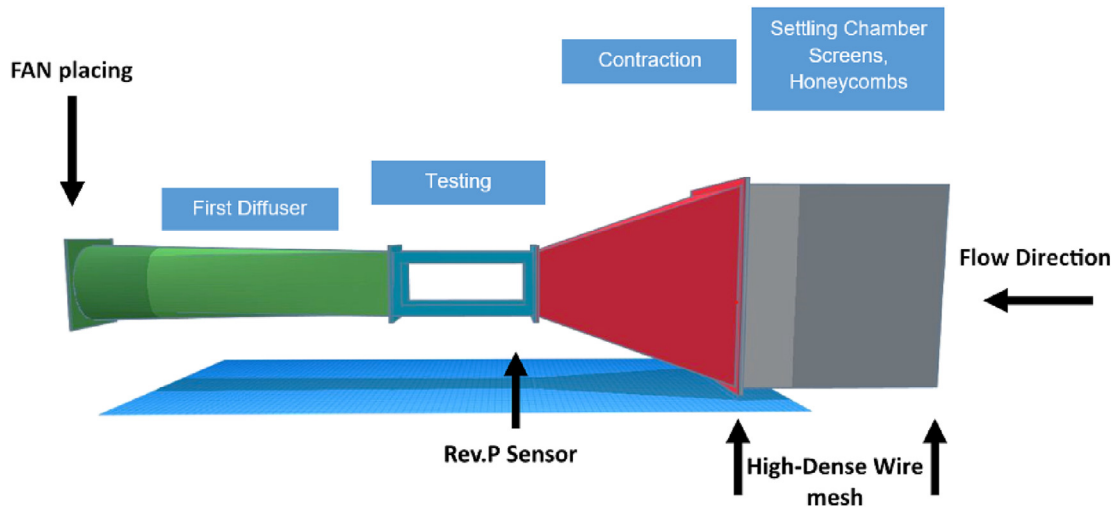 Settling Chamber
Screens,
Honeycombs
Contraction
FAN placing
Testing
First Diffuser
Flow Direction
Rev.P Sensor
High-Dense Wire
mesh